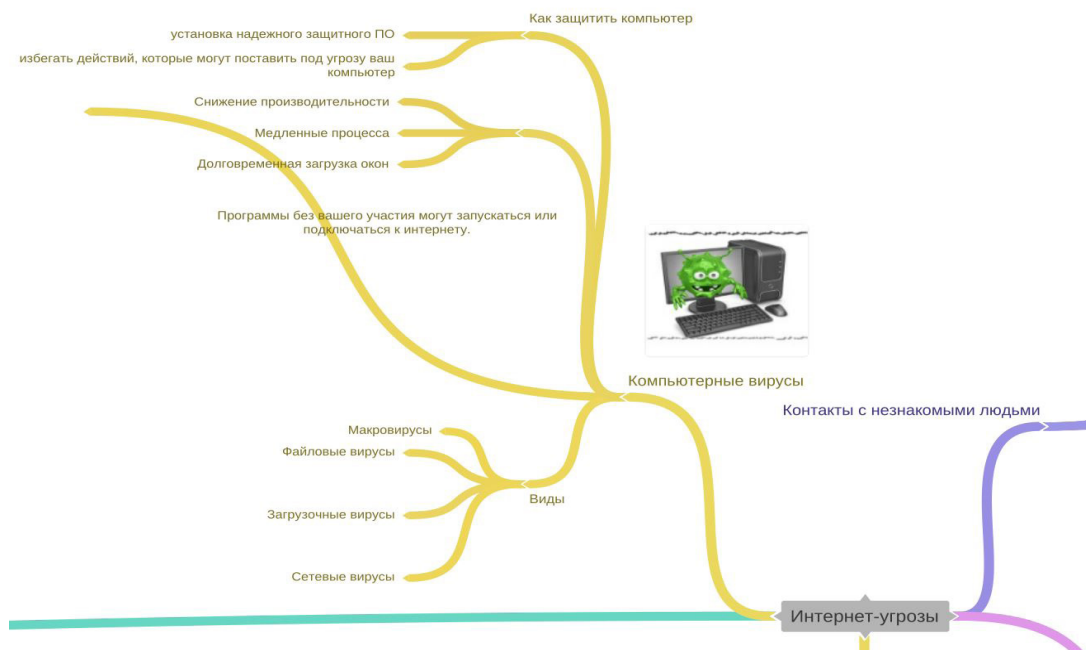 Как защитить компьютер
установка надежного защитного ПО
избегать действий, которые могут поставить под угрозу ваш
компьютер
Снижение производительности
Медленные процесса
Долговременная загрузка окон
Программы без вашего участия могут запускаться или
подключаться к интернету.
Компьютерные вирусы
Контакты с незнакомыми людьми
Макровирусы
Файловые вирусы
Виды
Загрузочные вирусы
Сетевые вирусы
Интернет-угрозы